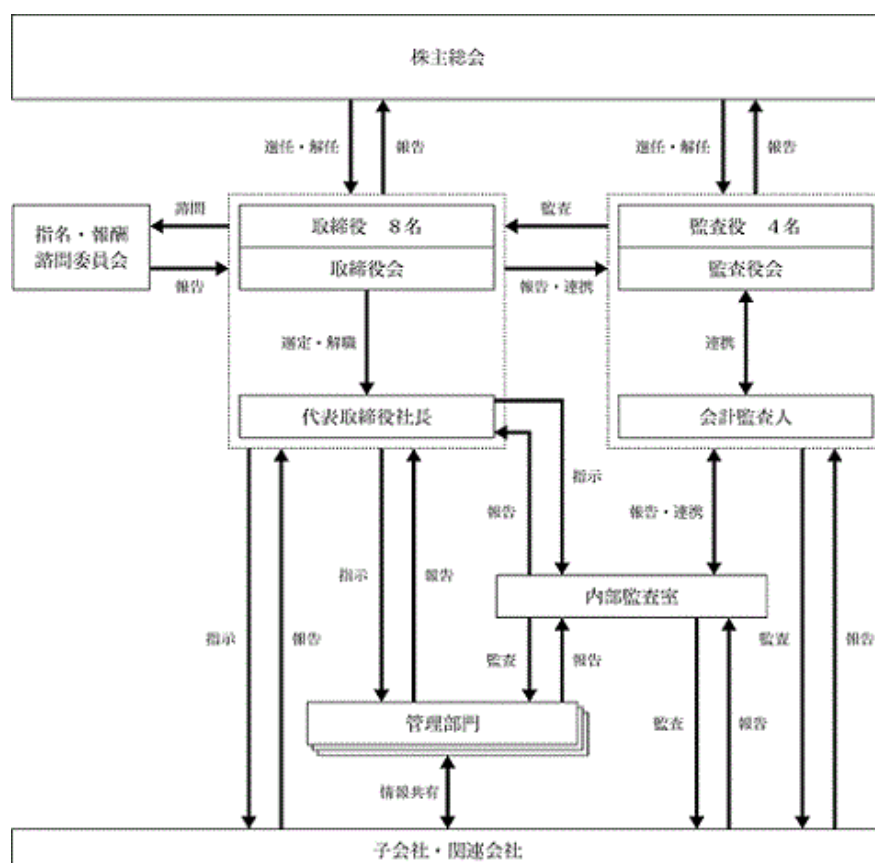 株主総会
選任・解任
報告
選任・解任
報告
指名・報酬
諮問委員会
諮問
報告
取締役 8名
取締役会
監査
報告・連携
監査役 4名
監査役会
選定・解職
連携
代表取締役社長
会計監査人
指示
報告
報告・連携
指示
報告
内部監査室
指示
報告
監査
報告
監査
報告
管理部門
監査
報告
情報共有
子会社・関連会社